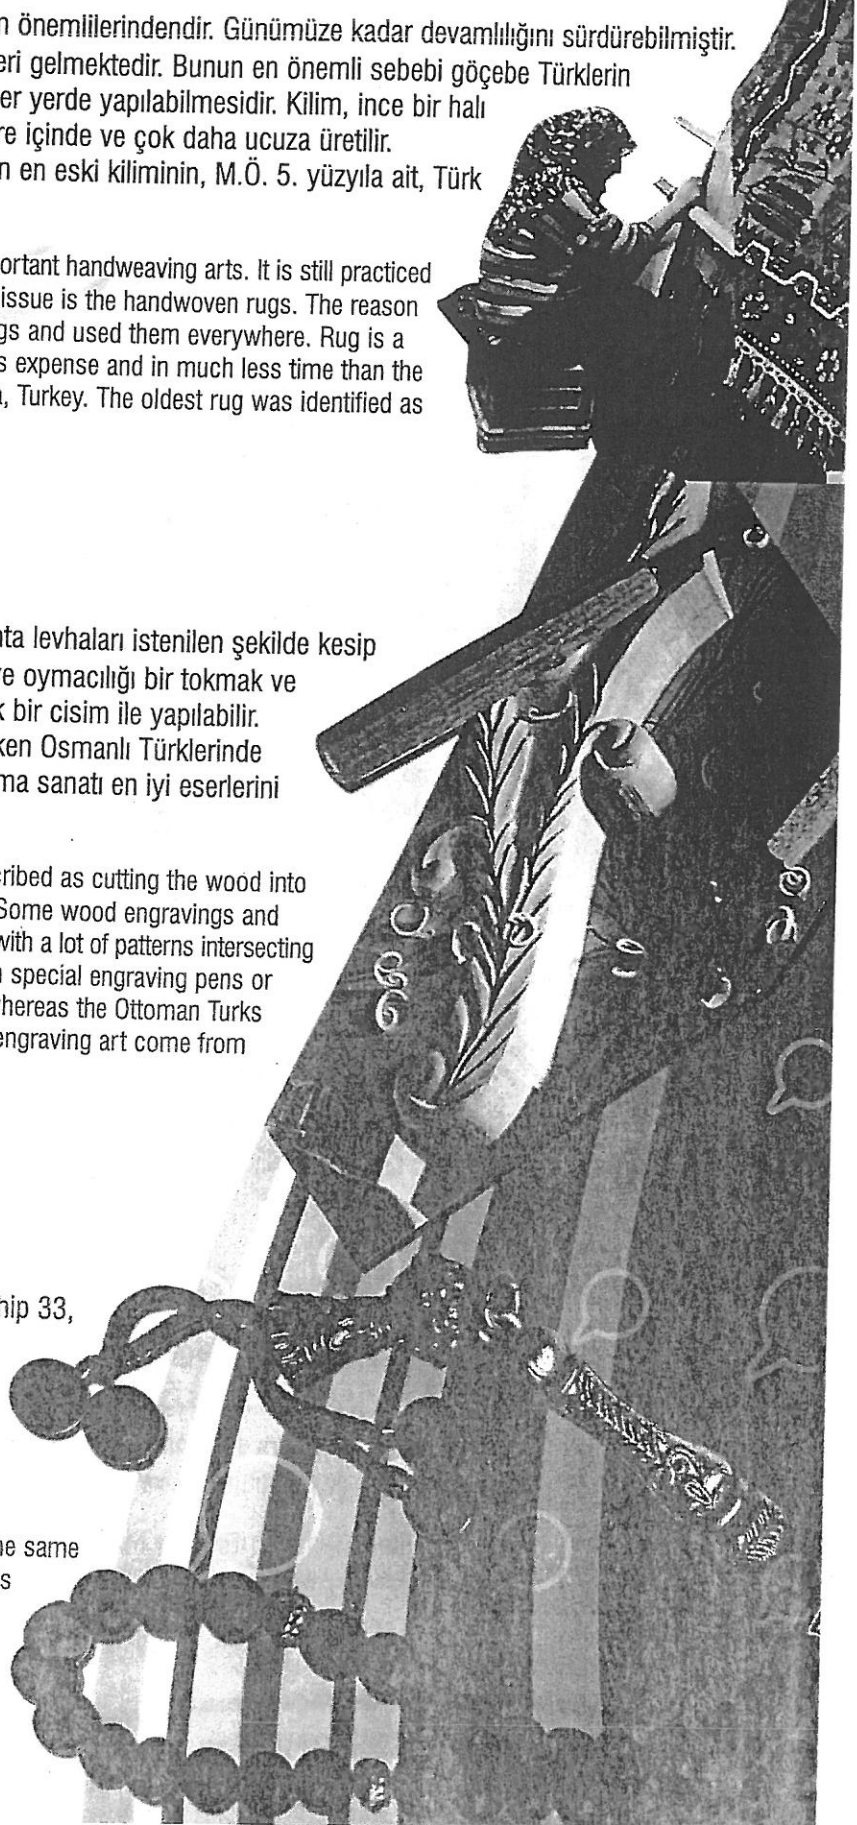 n önemlilerindendir. Günümüze kadar devamlılığını sürdürebilmiştir.
eri gelmektedir. Bunun en önemli sebebi göçebe Türklerin
er yerde yapılabilmesidir. Kilim, ince bir halı
re içinde ve çok daha ucuza üretilir.
n en eski kiliminin, M.Ö. 5. yüzyıla ait, Türk
ortant handweaving arts. It is still practiced
issue is the handwoven rugs. The reason
gs and used them everywhere. Rug is a
s expense and in much less time than the
, Turkey. The oldest rug was identified as
ta levhaları istenilen şekilde kesip
e oymacılığı bir tokmak ve
k bir cisim ile yapılabilir.
ken Osmanlı Türklerinde
ma sanatı en iyi eserlerini
cribed as cutting the wood into
Some wood engravings and
with a lot of patterns intersecting
special engraving pens or
whereas the Ottoman Turks
engraving art come from
hip 33,
he same
s